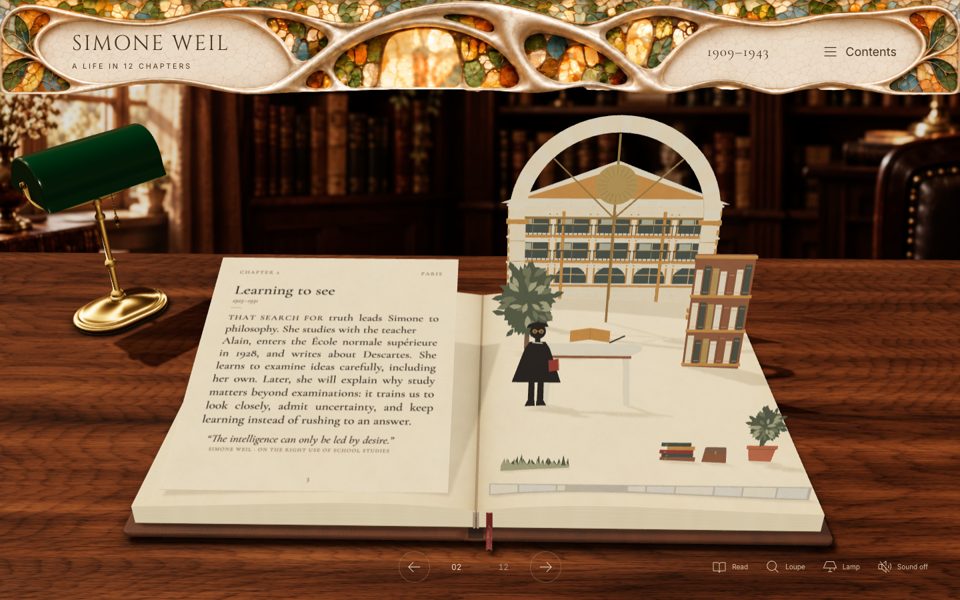 SIMONE WEIL
A LIFE IN 12 CHAPTERS
1909–1943
Contents
CHAPTER 2
PARIS
Learning to see
THAT SEARCH FOR truth leads Simone to
philosophy. She studies with the teacher
Alain, enters the École normale supérieure
in 1928, and writes about Descartes. She
learns to examine ideas carefully, including
her own. Later, she will explain why study
matters beyond examinations: it trains us to
look closely, admit uncertainty, and keep
learning instead of rushing to an answer.
“The intelligence can only be led by desire.”
SIMONE WEIL · ON THE RIGHT USE OF SCHOOL STUDIES
3
02
12
Read
Loupe
Lamp
Sound off